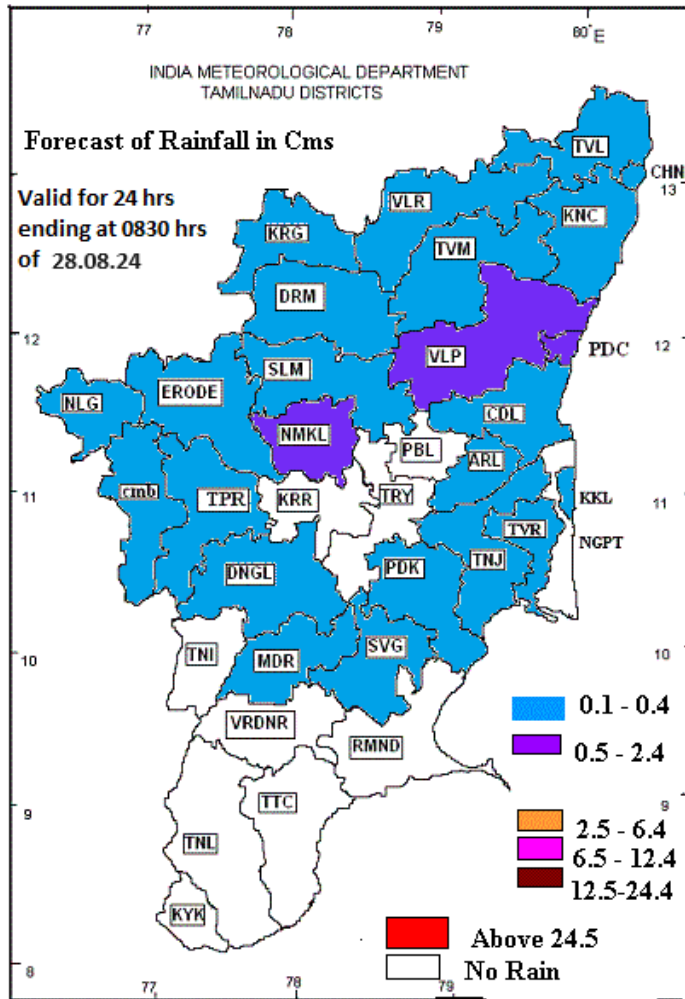 77
78
79
80°E
INDIA METEOROLOGICAL DEPARTMENT
TAMILNADU DISTRICTS
Forecast of Rainfall in Cms
Valid for 24 hrs
ending at 0830 hrs
of 28.08.24
TVL
CHN
13
VLR
KNC
KRG
TVM
DRM
12
12
VLP
PDC
SLM
ERODE
NLG
CDL
NMKL
PBL
ARL
11
cmb
TPR
KRR
TRY
KKL
11
TVR
NGPT
DNGL
PDK
TNJ
10
TNI
MDR
SVG
10
0.1 - 0.4
VRDNR
RMND
0.5 - 2.4
9
TTC
9
2.5 - 6.4
TNL
6.5 - 12.4
12.5-24.4
KYK
Above 24.5
No Rain
8
77
78
79